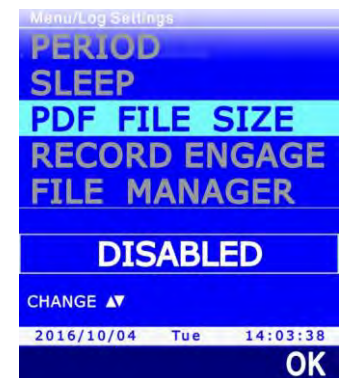 Menu/Log Settings
PERIOD
SLEEP
PDF FILE SIZE
RECORD ENGAGE
FILE MANAGER
DISABLED
CHANGE ▲▼
2016/10/04 Tue 14:03:38
OK